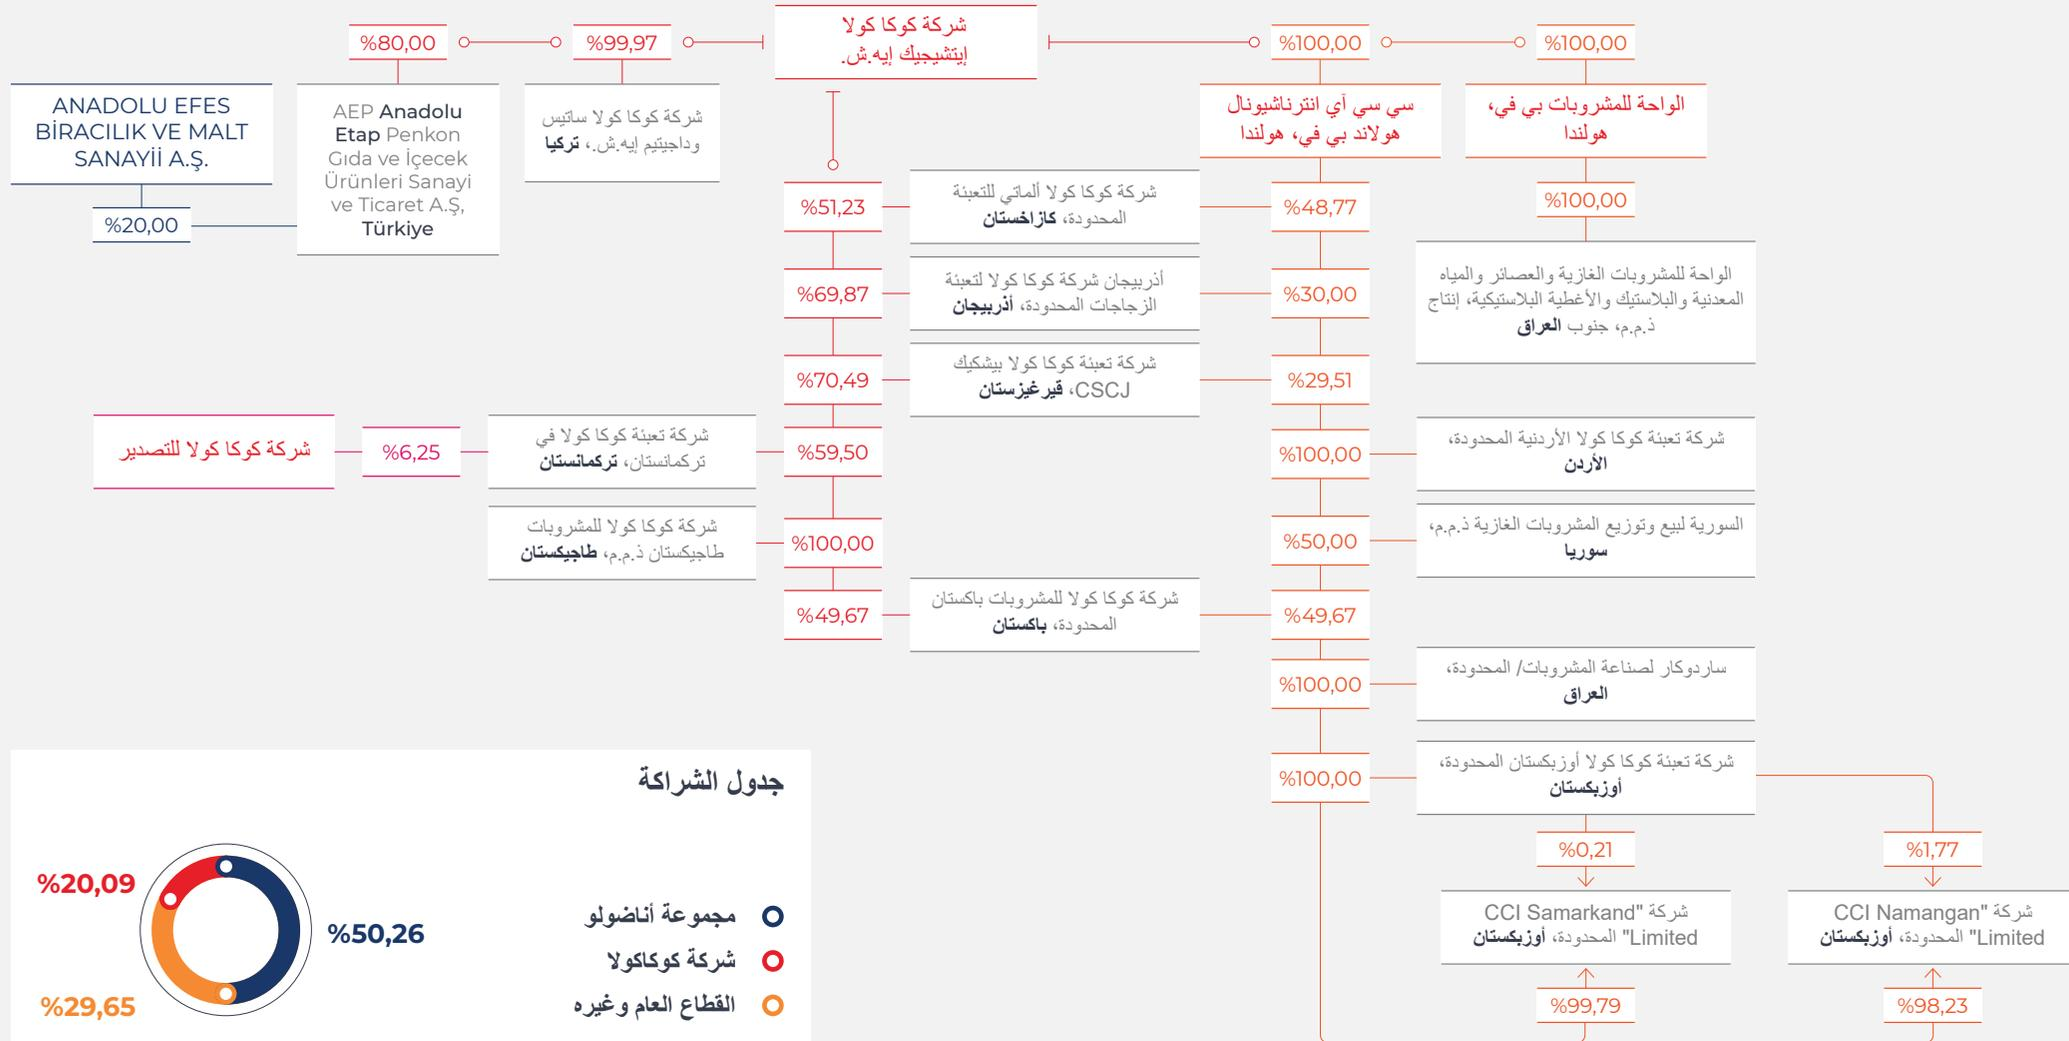 شركة كوكا كولا
إيتشيجيك إيه.ش.
%80,00
%99,97
%100,00
%100,00
ANADOLU EFES
BİRACILIK VE MALT
SANAYİİ A.Ş.
%20,00
AEP Anadolu
Etap Penkon
Gıda ve İçecek
Ürünleri Sanayi
ve Ticaret A.Ş,
Türkiye
شركة كوكا كولا ساتيس
وداجيتيم إيه.ش.، تركيا
سي سي آي انترناشيونال
هولاند بي في، هولندا
الواحة للمشروبات بي في،
هولندا
%100,00
الواحة للمشروبات الغازية والعصائر والمياه
المعدنية والبلاستيك والأغطية البلاستيكية، إنتاج
ذ.م.م، جنوب العراق
%51,23
شركة كوكا كولا ألماتي للتعبئة
المحدودة، كازاخستان
%48,77
%69,87
أذربيجان شركة كوكا كولا لتعبئة
الزجاجات المحدودة، أذربيجان
%30,00
%70,49
شركة تعبئة كوكا كولا بيشكيك
CSCJ، قيرغيزستان
%29,51
شركة كوكا كولا للتصدير
%6,25
شركة تعبئة كوكا كولا في
تركمانستان، تركمانستان
%59,50
%100,00
شركة تعبئة كوكا كولا الأردنية المحدودة،
الأردن
شركة كوكا كولا للمشروبات
طاجيكستان ذ.م.م، طاجيكستان
%100,00
%50,00
السورية لبيع وتوزيع المشروبات الغازية ذ.م.م،
سوريا
%49,67
شركة كوكا كولا للمشروبات باكستان
المحدودة، باكستان
%49,67
%100,00
ساردوكار لصناعة المشروبات/ المحدودة،
العراق
%100,00
شركة تعبئة كوكا كولا أوزبكستان المحدودة،
أوزبكستان
%0,21
%1,77
شركة "CCI Samarkand
Limited" المحدودة، أوزبكستان
شركة "CCI Namangan
Limited" المحدودة، أوزبكستان
%99,79
%98,23
جدول الشراكة
%20,09
%50,26
%29,65
مجموعة أناضولو
شركة كوكاكولا
القطاع العام وغيره